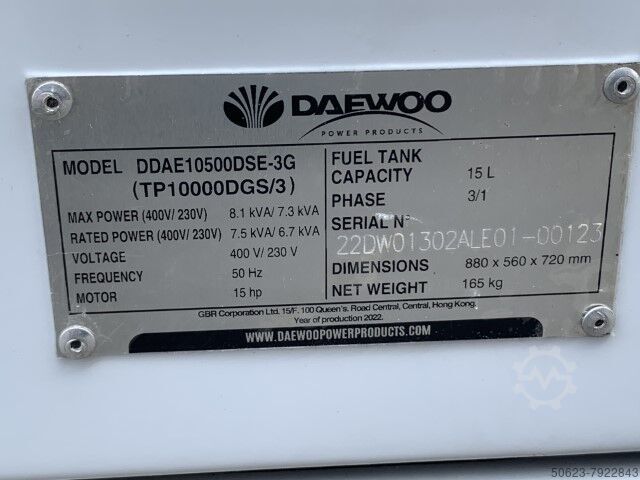 DAEWOO
POWER PRODUCTS
MODEL DDAE10500DSE-3G
(TP10000DGS/3)
MAX POWER (400V/ 230V) 8.1 kVA/ 7.3 kVA
RATED POWER (400V/ 230V) 7.5 kVA/ 6.7 kVA
VOLTAGE 400 V/ 230 V
FREQUENCY 50 Hz
MOTOR 15 hp
FUEL TANK
CAPACITY 15 L
PHASE 3/1
SERIAL N°
22DW01302ALE01-00123
DIMENSIONS 880 x 560 x 720 mm
NET WEIGHT 165 kg
GBR Corporation Ltd. 15/F. 100 Queen's. Road Central, Central, Hong Kong.
Year of production 2022.
WWW.DAEWOOPOWERPRODUCTS.COM
50623-7922843